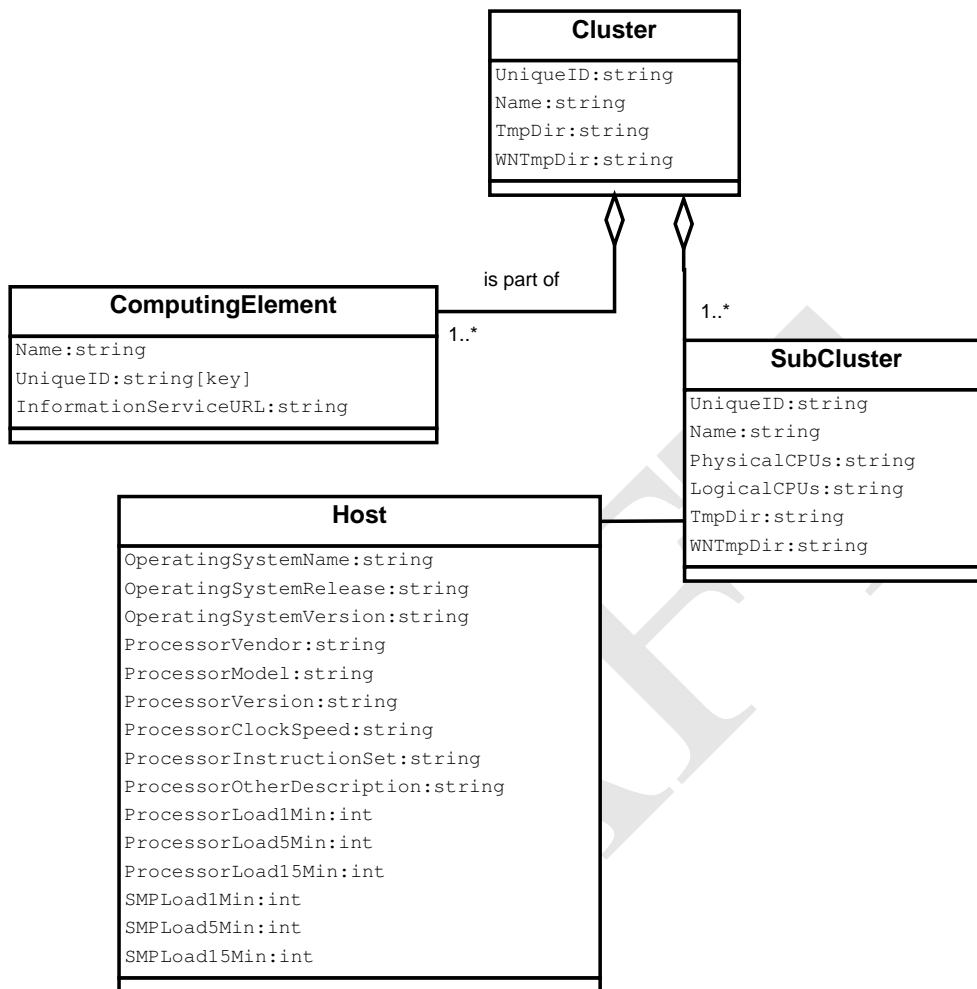 Cluster
UniqueID:string
Name:string
TmpDir:string
WNTmpDir:string
is part of
1..*
1..*
ComputingElement
Name:string
UniqueID:string[key]
InformationServiceURL:string
SubCluster
UniqueID:string
Name:string
PhysicalCPUs:string
LogicalCPUs:string
TmpDir:string
WNTmpDir:string
Host
OperatingSystemName:string
OperatingSystemRelease:string
OperatingSystemVersion:string
ProcessorVendor:string
ProcessorModel:string
ProcessorVersion:string
ProcessorClockSpeed:string
ProcessorInstructionSet:string
ProcessorOtherDescription:string
ProcessorLoad1Min:int
ProcessorLoad5Min:int
ProcessorLoad15Min:int
SMPLoad1Min:int
SMPLoad5Min:int
SMPLoad15Min:int